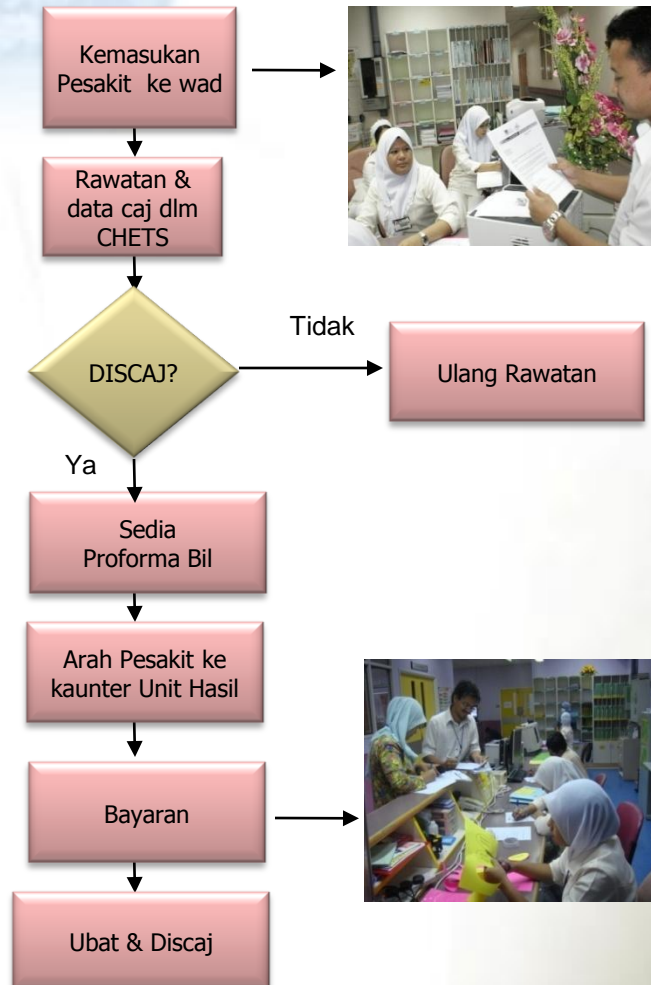 Kemasukan
Pesakit ke wad
Rawatan &
data caj dlm
CHETS
DISCAJ?
Tidak
Ulang Rawatan
Ya
Sedia
Proforma Bil
Arah Pesakit ke
kaunter Unit Hasil
Bayaran
Ubat & Discaj